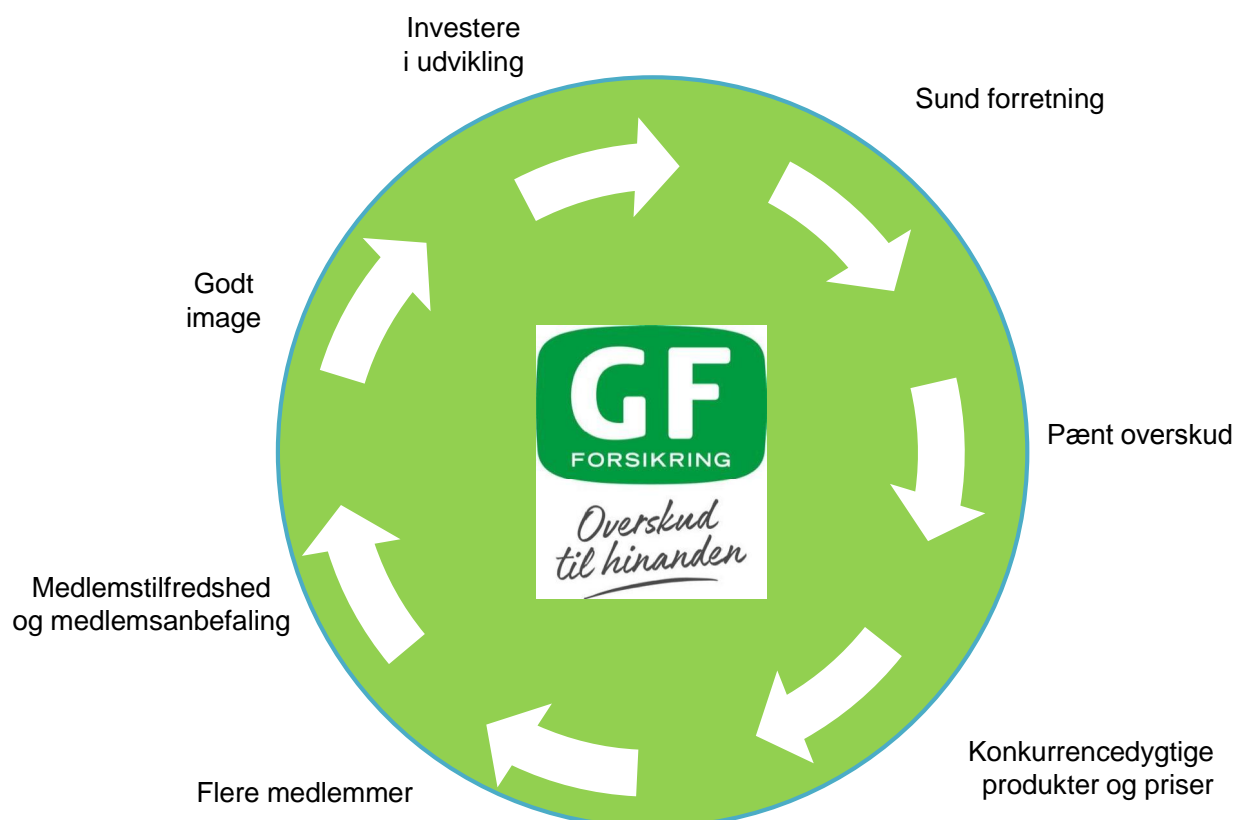 Investere
i udvikling
Sund forretning
Godt
image
Pænt overskud
GF
FORSIKRING
Overskud
til hinanden
Medlemstilfredshed
og medlemsanbefaling
Konkurrencedygtige
produkter og priser
Flere medlemmer